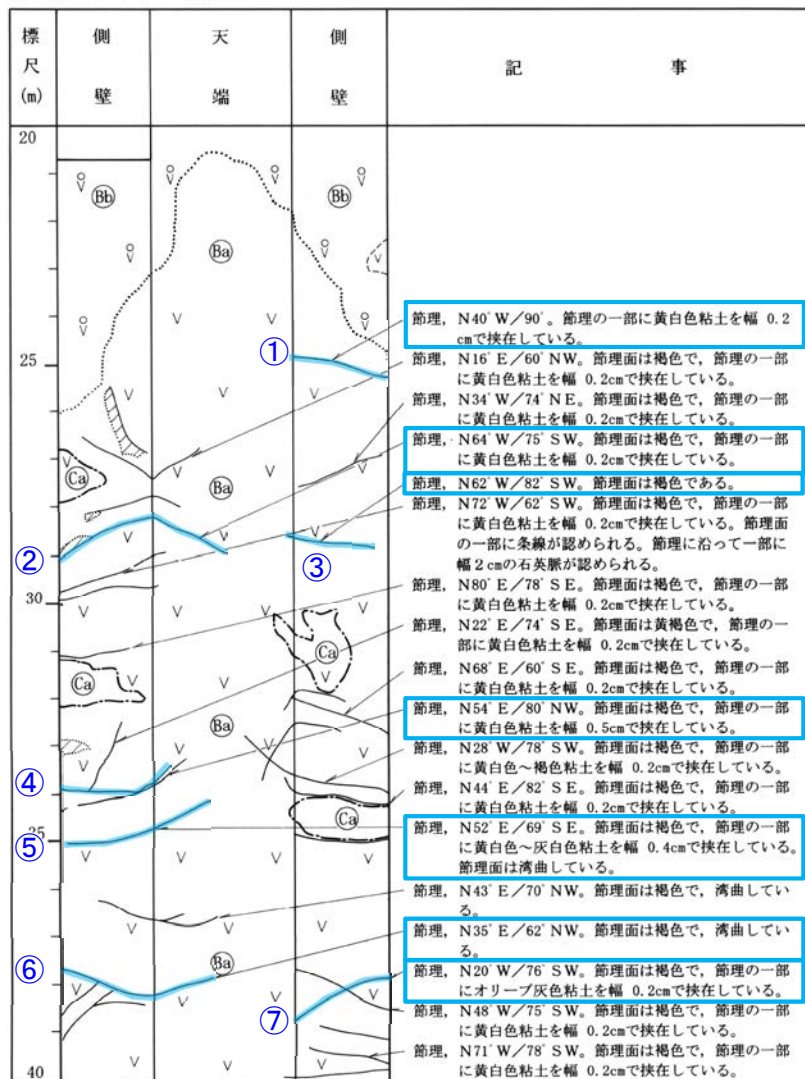 標尺(m)
側壁
天端
側壁
記事
20
Bb
Bb
Ba
①
25
節理, N40°W/90°。節理の一部に黄白色粘土を幅 0.2
cmで挟在している。
節理, N16°E/60°NW。節理面は褐色で, 節理の一部
に黄白色粘土を幅 0.2cmで挟在している。
節理, N34°W/74°NE。節理面は褐色で, 節理の一部
に黄白色粘土を幅 0.2cmで挟在している。
節理, N64°W/75°SW。節理面は褐色で, 節理の一部
に黄白色粘土を幅 0.2cmで挟在している。
Ca
Ba
節理, N62°W/82°SW。節理面は褐色である。
②
③
節理, N72°W/62°SW。節理面は褐色で, 節理の一部
に黄白色粘土を幅 0.2cmで挟在している。節理面
の一部に条線が認められる。節理に沿って一部に
幅2cmの石英脈が認められる。
30
節理, N80°E/78°SE。節理面は褐色で, 節理の一部
に黄白色粘土を幅 0.2cmで挟在している。
節理, N22°E/74°SE。節理面は黄褐色で, 節理の一
部に黄白色粘土を幅 0.2cmで挟在している。
Ca
Ca
節理, N68°E/60°SE。節理面は褐色で, 節理の一部
に黄白色粘土を幅 0.2cmで挟在している。
Ba
節理, N54°E/80°NW。節理面は褐色で, 節理の一部
に黄白色粘土を幅 0.5cmで挟在している。
節理, N28°W/78°SW。節理面は褐色で, 節理の一部
に黄白色～褐色粘土を幅 0.2cmで挟在している。
④
節理, N44°E/82°SE。節理面は褐色で, 節理の一部
に黄白色粘土を幅 0.2cmで挟在している。
Ca
⑤
節理, N52°E/69°SE。節理面は褐色で, 節理の一部
に黄白色～灰白色粘土を幅 0.4cmで挟在している。
節理面は湾曲している。
節理, N43°E/70°NW。節理面は褐色で, 湾曲してい
る。
節理, N35°E/62°NW。節理面は褐色で, 湾曲してい
る。
⑥
Ba
節理, N20°W/76°SW。節理面は褐色で, 節理の一部
にオリーブ灰色粘土を幅 0.2cmで挟在している。
⑦
節理, N48°W/75°SW。節理面は褐色で, 節理の一部
に黄白色粘土を幅 0.2cmで挟在している。
節理, N71°W/78°SW。節理面は褐色で, 節理の一部
に黄白色粘土を幅 0.2cmで挟在している。
40